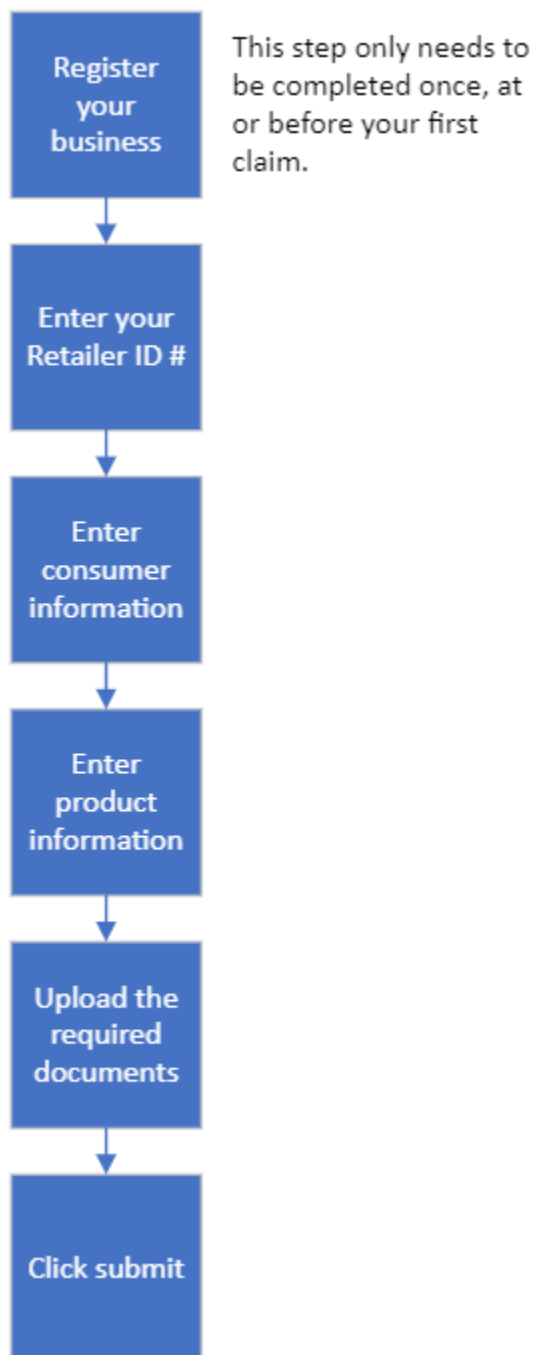 Register
your
business
This step only needs to
be completed once, at
or before your first
claim.
Enter your
Retailer ID #
Enter
consumer
information
Enter
product
information
Upload the
required
documents
Click submit